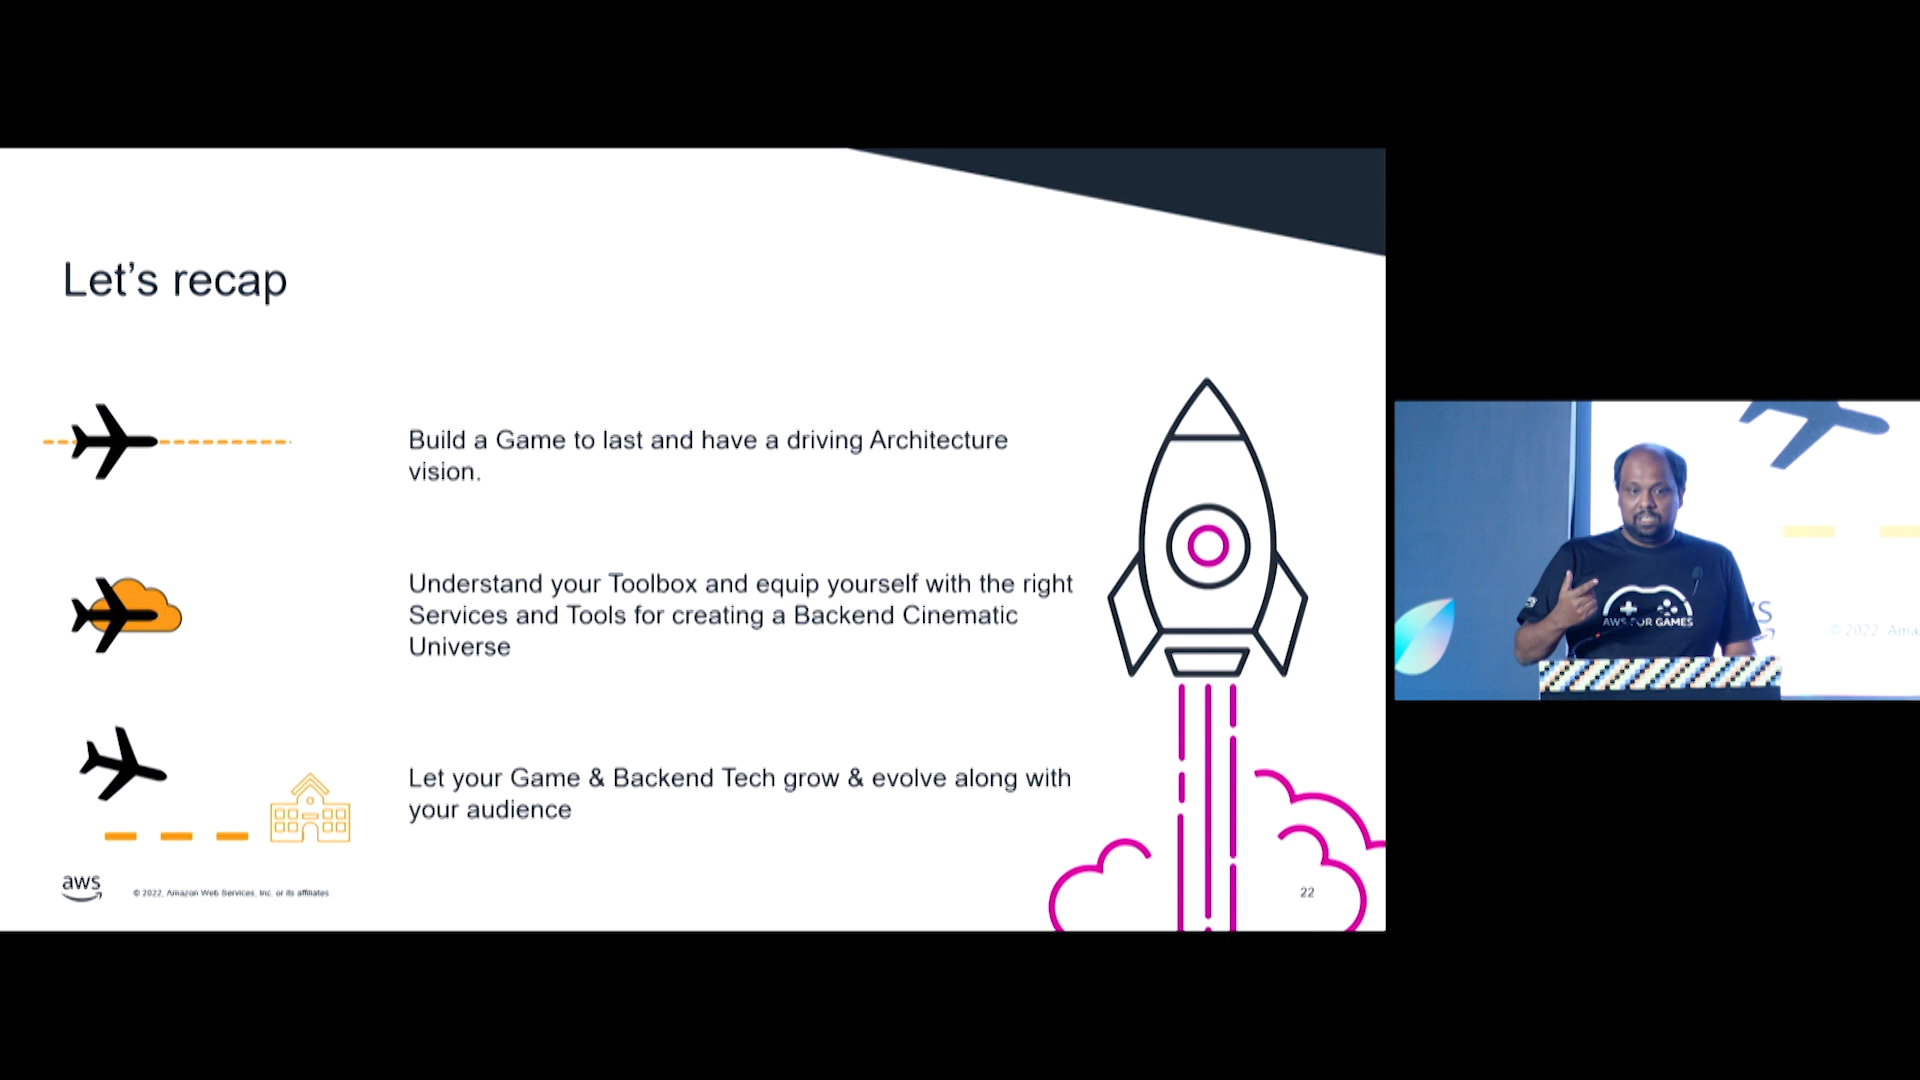 Let's recap
Build a Game to last and have a driving Architecture
vision.
Understand your Toolbox and equip yourself with the right
Services and Tools for creating a Backend Cinematic
Universe
Let your Game & Backend Tech grow & evolve along with
your audience
aws
© 2022, Amazon Web Services, Inc. or its affiliates.
22
AWS FOR GAMES
© 2022, Ama